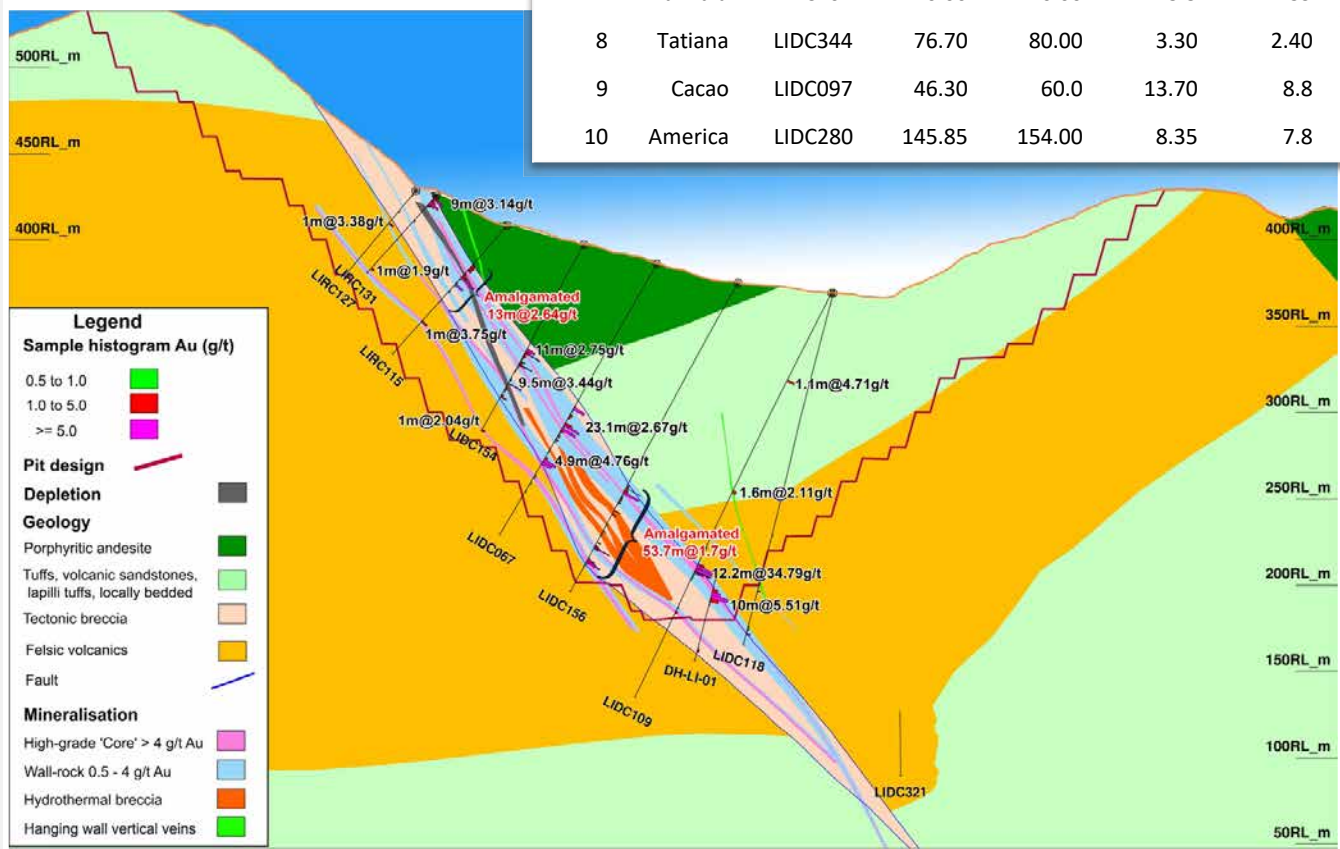 8 Tatiana LIDC344 76.70 80.00 3.30 2.40
9 Cacao LIDC097 46.30 60.0 13.70 8.8
10 America LIDC280 145.85 154.00 8.35 7.8
500RL_m
450RL_m
400RL_m
400RL_m
350RL_m
300RL_m
250RL_m
200RL_m
150RL_m
100RL_m
50RL_m
9m@3.14g/t
1m@3.38g/t
1m@1.9g/t
LIRC131
LIRC127
Amalgamated
13m@2.64g/t
1m@3.75g/t
LIRC115
11m@2.75g/t
9.5m@3.44g/t
1.1m@4.71g/t
1m@2.04g/t
LIDC154
23.1m@2.67g/t
4.9m@4.76g/t
1.6m@2.11g/t
LIDC067
Amalgamated
53.7m@1.7g/t
12.2m@34.79g/t
10m@5.51g/t
LIDC156
LIDC118
DH-LI-01
LIDC109
LIDC321
Legend
Sample histogram Au (g/t)
0.5 to 1.0
1.0 to 5.0
>= 5.0
Pit design
Depletion
Geology
Porphyritic andesite
Tuffs, volcanic sandstones,
lapilli tuffs, locally bedded
Tectonic breccia
Felsic volcanics
Fault
Mineralisation
High-grade 'Core' > 4 g/t Au
Wall-rock 0.5 - 4 g/t Au
Hydrothermal breccia
Hanging wall vertical veins